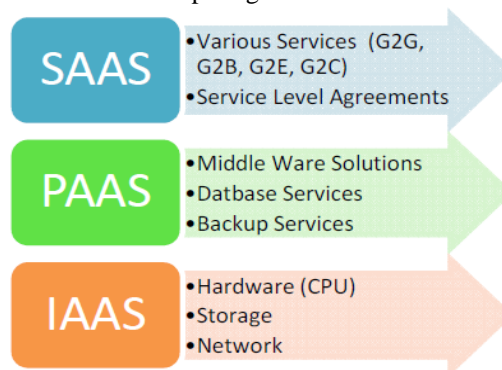 SAAS
•Various Services (G2G,
G2B, G2E, G2C)
•Service Level Agreements
PAAS
•Middle Ware Solutions
•Datbase Services
•Backup Services
IAAS
•Hardware (CPU)
•Storage
•Network